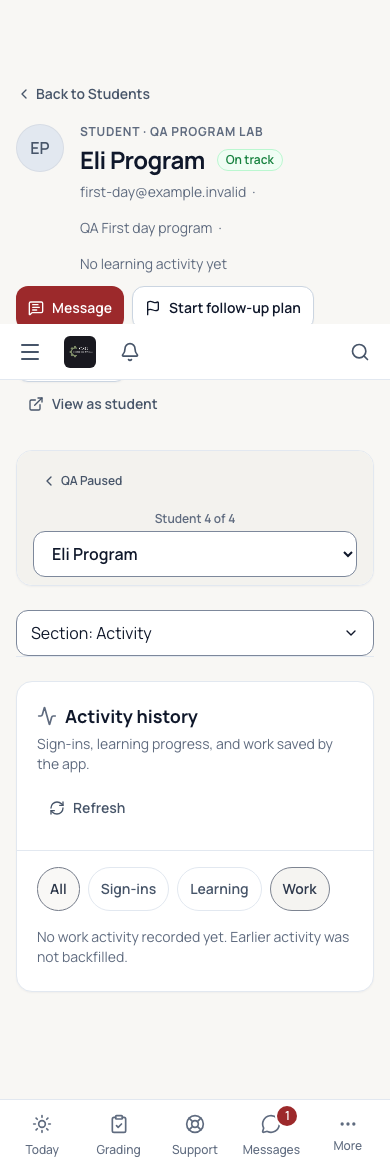 Back to Students
EP
STUDENT · QA PROGRAM LAB
Eli Program
On track
first-day@example.invalid ·
QA First day program ·
No learning activity yet
Message
Start follow-up plan
View as student
QA Paused
Student 4 of 4
Eli Program
Section: Activity
Activity history
Sign-ins, learning progress, and work saved by
the app.
Refresh
All
Sign-ins
Learning
Work
No work activity recorded yet. Earlier activity was
not backfilled.
1
Today
Grading
Support
Messages
More